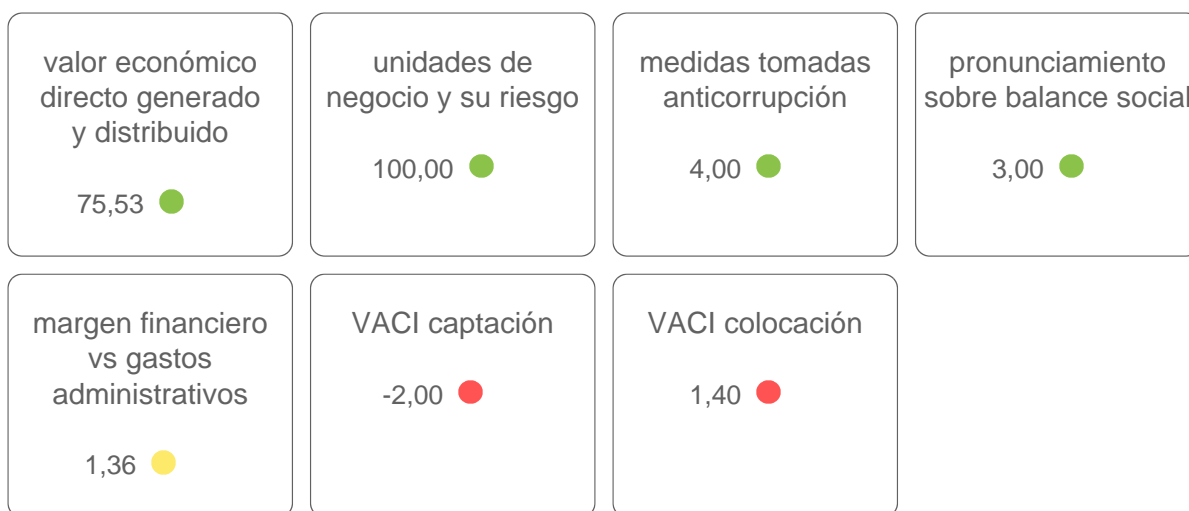 valor económico
directo generado
y distribuido
75,53
unidades de
negocio y su riesgo
100,00
medidas tomadas
anticorrupción
4,00
pronunciamiento
sobre balance social
3,00
margen financiero
vs gastos
administrativos
1,36
VACI captación
-2,00
VACI colocación
1,40